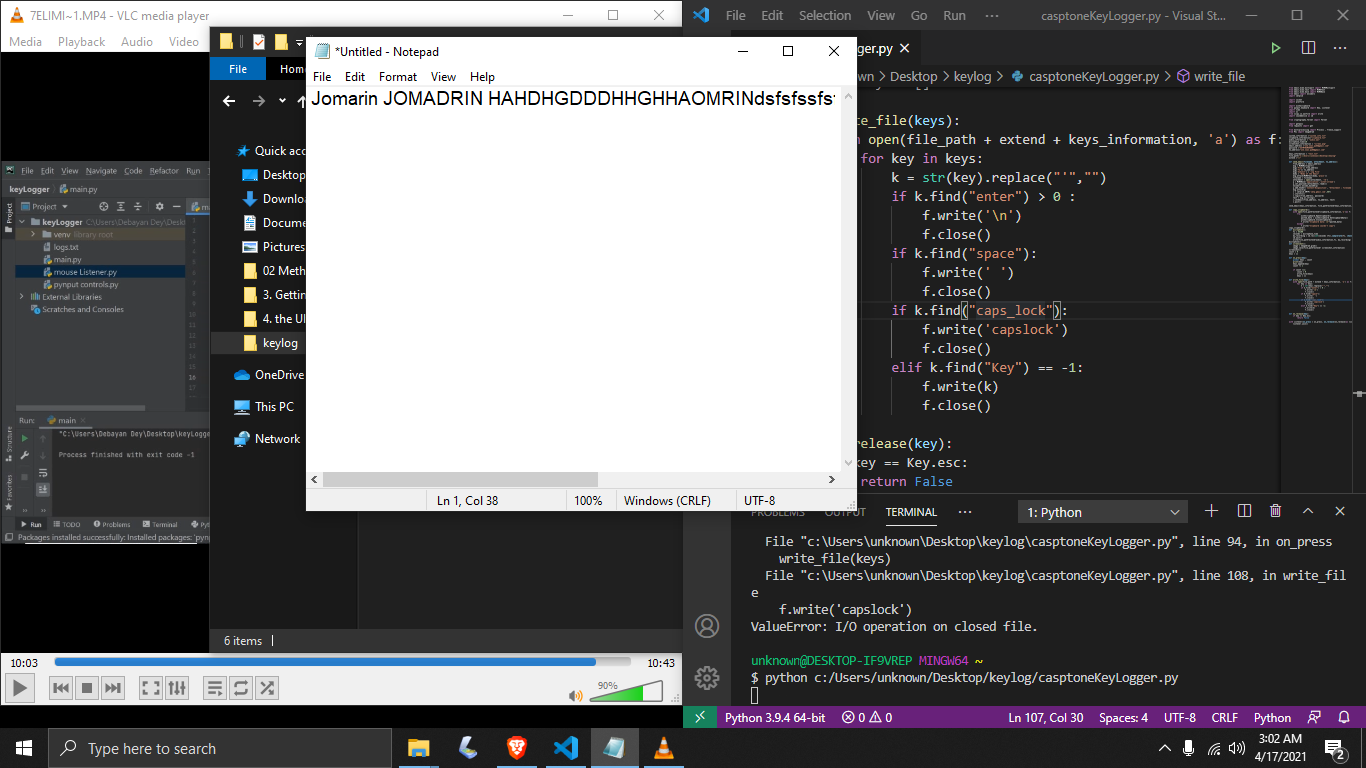 7ELIMI~1.MP4 - VLC media player
Media Playback Audio Video
File Edit View Navigate Code Refactor Run
keyLogger main.py
Project
keyLogger C:\Users\Debayan Dey\Desk
venv library root
logs.txt
main.py
mouse Listener.py
pynput controls.py
External Libraries
Scratches and Consoles
Project
Structure
Favorites
Run: main
"C:\Users\Debayan Dey\Desktop\keyLogge
Process finished with exit code -1
Run TODO Problems Terminal
Packages installed successfully: Installed packages: 'pynp
10:03
10:43
90%
File Home
Quick acc
Desktop
Downlo
Docume
Pictures
02 Meth
3. Getting
4. the UI
keylog
OneDrive
This PC
Network
6 items
*Untitled - Notepad
File Edit Format View Help
Jomarin JOMADRIN HAHDHGDDDHHGHHAOMRINdsfsfssfs
Ln 1, Col 38
100%
Windows (CRLF)
UTF-8
File Edit Selection View Go Run ···
casptoneKeyLogger.py - Visual St...
ger.py
wn > Desktop > keylog > casptoneKeyLogger.py > write_file
te_file(keys):
n open(file_path + extend + keys_information, 'a') as f:
for key in keys:
k = str(key).replace("'","")
if k.find("enter") > 0 :
f.write('\n')
f.close()
if k.find("space"):
f.write(' ')
f.close()
if k.find("caps_lock"):
f.write('capslock')
f.close()
elif k.find("Key") == -1:
f.write(k)
f.close()
release(key):
key == Key.esc:
return False
PROBLEMS OUTPUT TERMINAL ···
1: Python
File "c:\Users\unknown\Desktop\keylog\casptoneKeyLogger.py", line 94, in on_press
write_file(keys)
File "c:\Users\unknown\Desktop\keylog\casptoneKeyLogger.py", line 108, in write_fil
e
f.write('capslock')
ValueError: I/O operation on closed file.
unknown@DESKTOP-IF9VREP MINGW64 ~
$ python c:/Users/unknown/Desktop/keylog/casptoneKeyLogger.py
Python 3.9.4 64-bit
0
0
Ln 107, Col 30
Spaces: 4
UTF-8
CRLF
Python
Type here to search
3:02 AM
4/17/2021
2